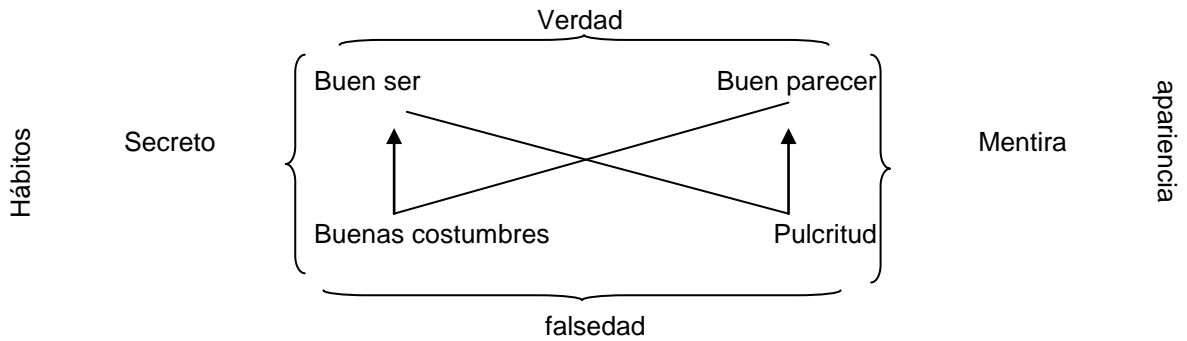 Verdad
Buen ser
Buen parecer
Hábitos
Secreto
Mentira
apariencia
Buenas costumbres
Pulcritud
falsedad